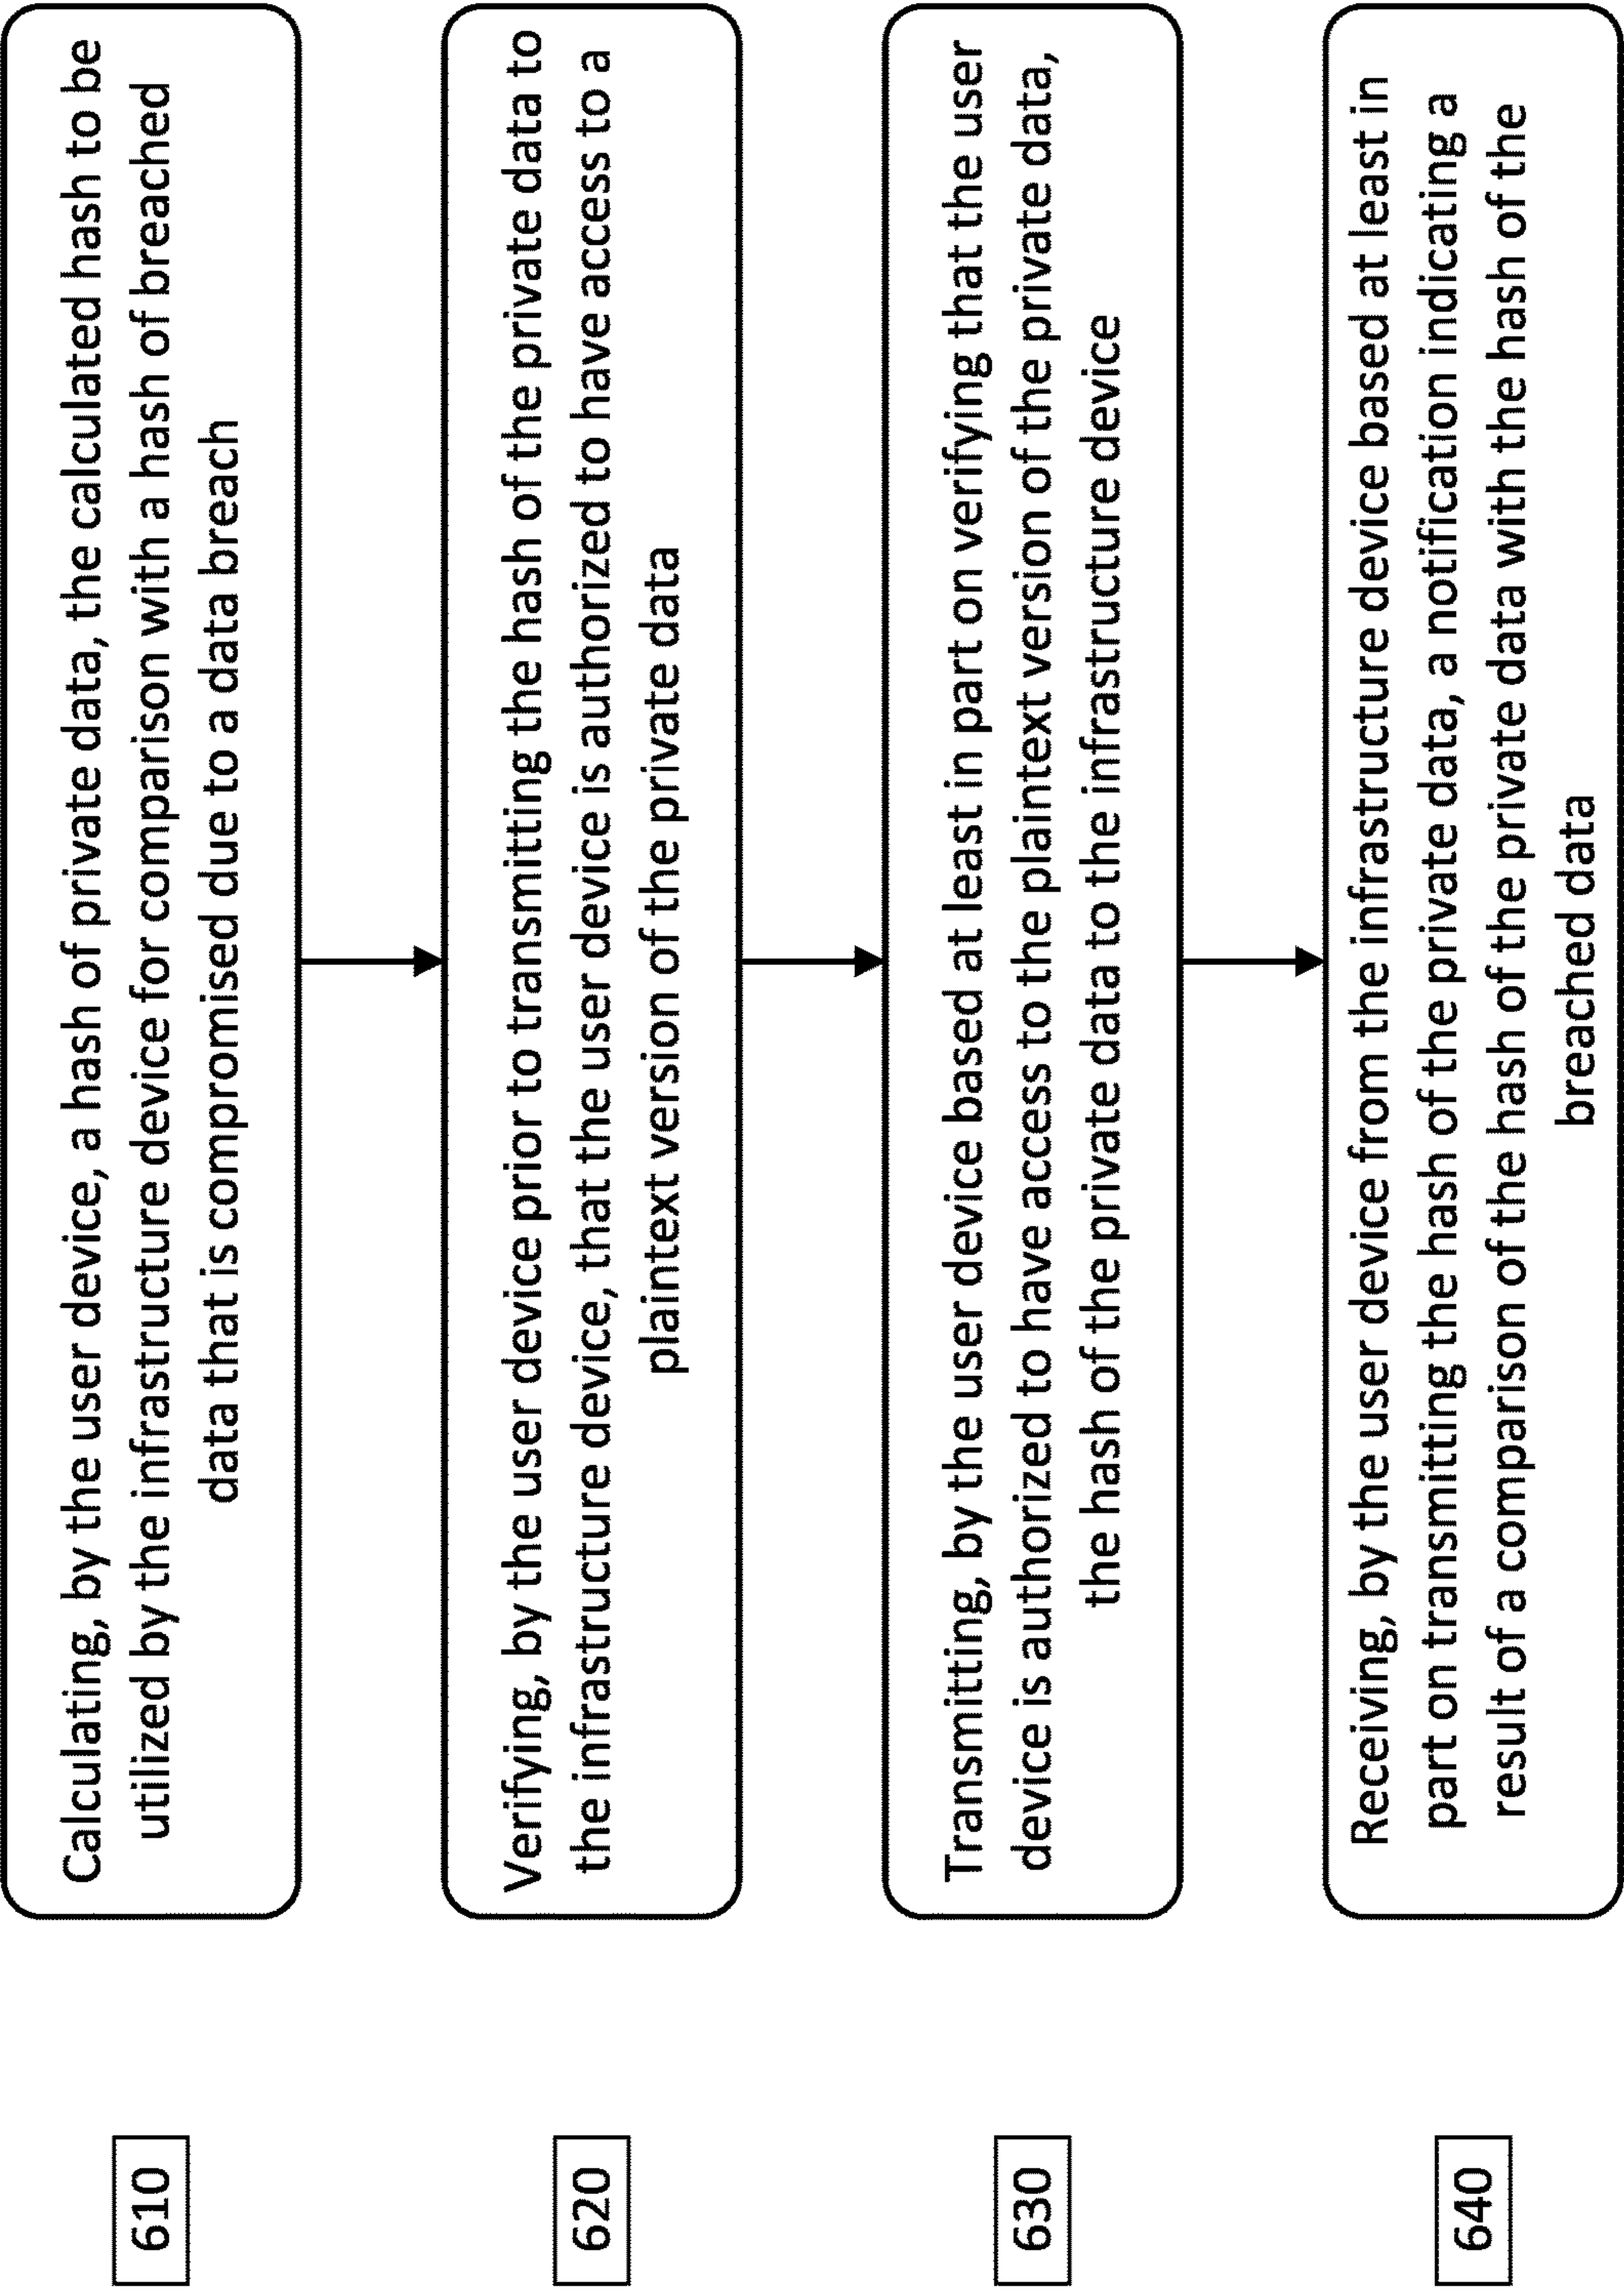 610
Calculating, by the user device, a hash of private data, the calculated hash to be
utilized by the infrastructure device for comparison with a hash of breached
data that is compromised due to a data breach
620
Verifying, by the user device prior to transmitting the hash of the private data to
the infrastructure device, that the user device is authorized to have access to a
plaintext version of the private data
630
Transmitting, by the user device based at least in part on verifying that the user
device is authorized to have access to the plaintext version of the private data,
the hash of the private data to the infrastructure device
640
Receiving, by the user device from the infrastructure device based at least in
part on transmitting the hash of the private data, a notification indicating a
result of a comparison of the hash of the private data with the hash of the
breached data